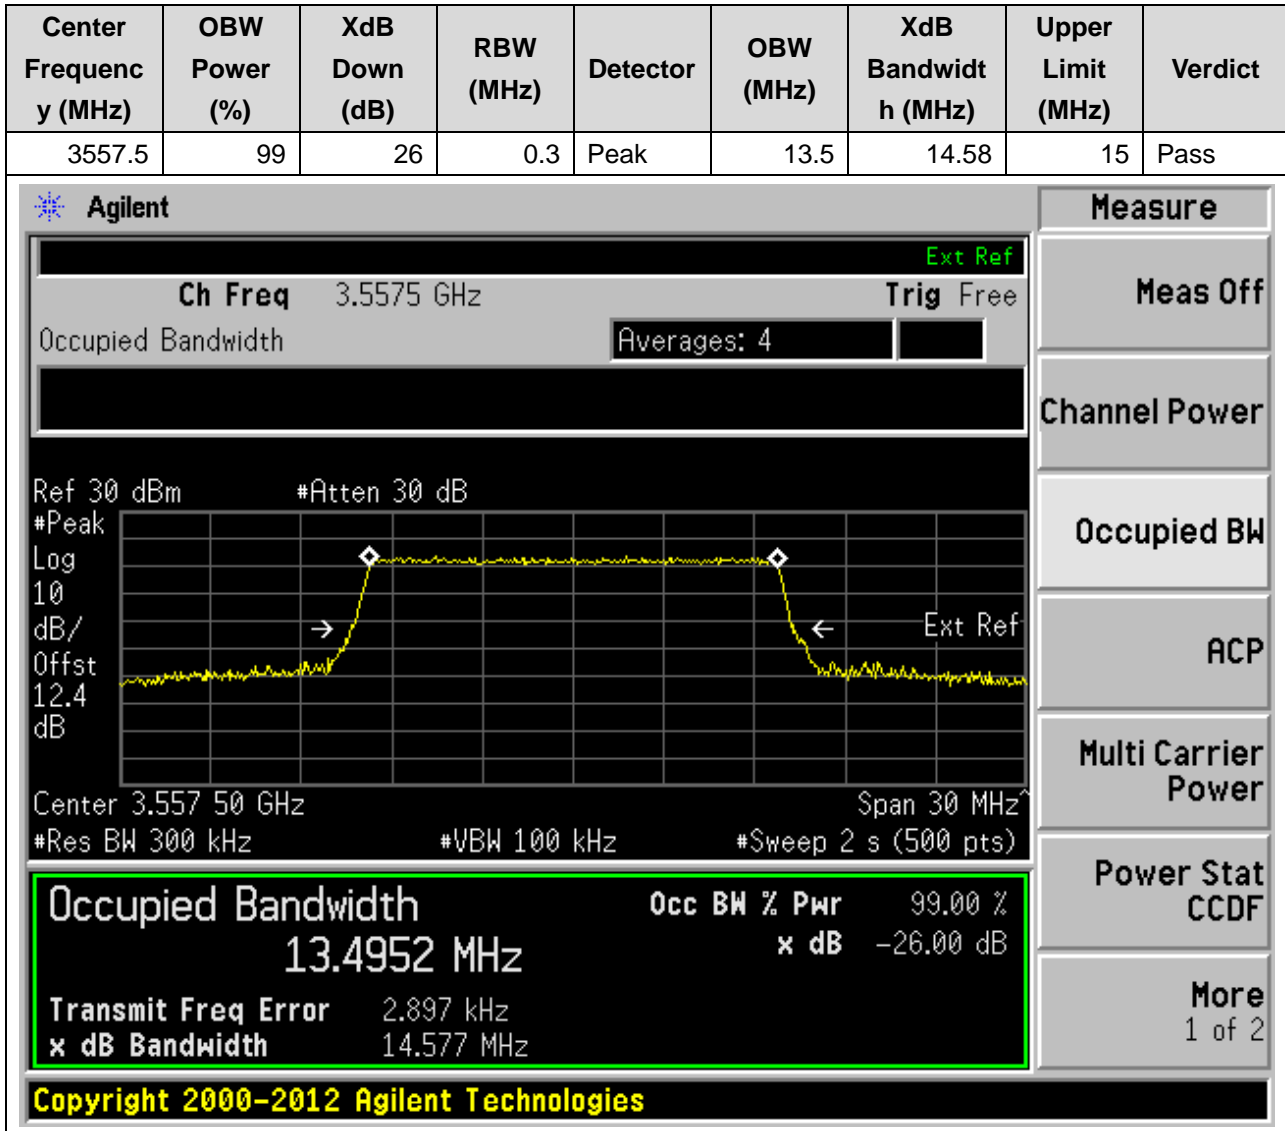 Center Frequenc y (MHz) OBW Power (%) XdB Down (dB) RBW (MHz) Detector OBW (MHz) XdB Bandwidt h (MHz) Upper Limit (MHz) Verdict
3557.5 99 26 0.3 Peak 13.5 14.58 15 Pass
Agilent
Measure
Ext Ref
Ch Freq 3.5575 GHz Trig Free
Meas Off
Occupied Bandwidth Averages: 4
Channel Power
Ref 30 dBm #Atten 30 dB
#Peak
Log
10
dB/
Offst
12.4
dB
Ext Ref
Occupied BW
ACP
Multi Carrier
Power
Center 3.557 50 GHz Span 30 MHz^
#Res BW 300 kHz #VBW 100 kHz #Sweep 2 s (500 pts)
Power Stat
CCDF
Occupied Bandwidth Occ BW % Pwr 99.00 %
13.4952 MHz x dB -26.00 dB
Transmit Freq Error 2.897 kHz
x dB Bandwidth 14.577 MHz
More
1 of 2
Copyright 2000-2012 Agilent Technologies